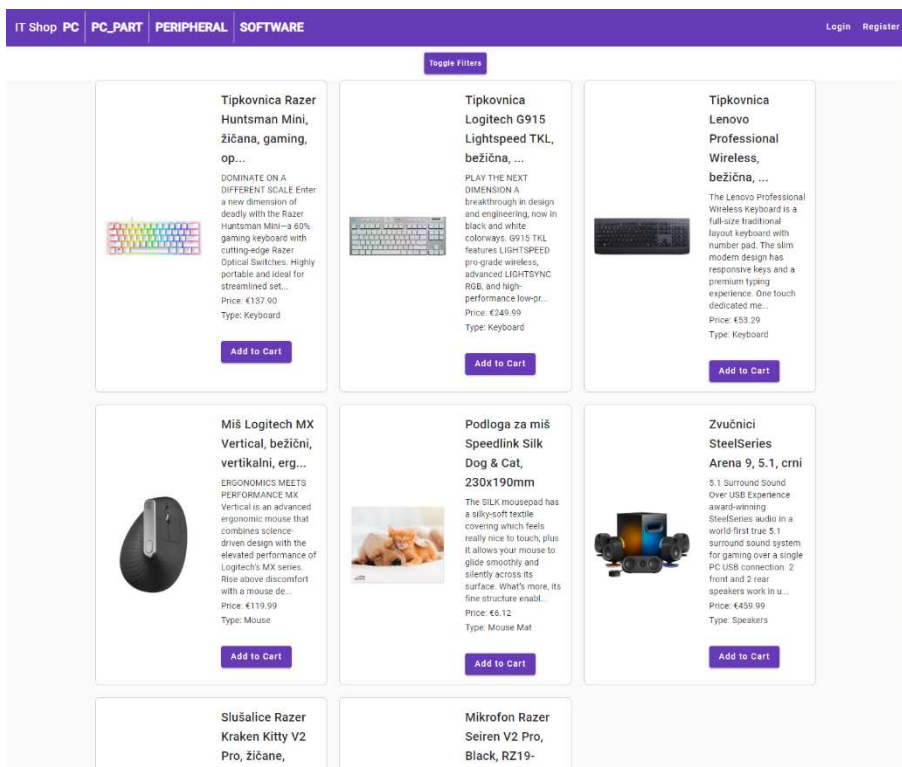 IT Shop PC PC_PART PERIPHERAL SOFTWARE Login Register
Toggle Filters
Tipkovnica Razer
Huntsman Mini,
žičana, gaming,
op...
DOMINATE ON A
DIFFERENT SCALE Enter
a new dimension of
deadly with the Razer
Huntsman Mini—a 60%
gaming keyboard with
cutting-edge Razer
Optical Switches. Highly
portable and ideal for
streamlined set...
Price: €137.90
Type: Keyboard
Add to Cart
Tipkovnica
Logitech G915
Lightspeed TKL,
bežična, ...
PLAY THE NEXT
DIMENSION A
breakthrough in design
and engineering, now in
black and white
colorways. G915 TKL
features LIGHTSPEED
pro-grade wireless,
advanced LIGHTSYNC
RGB, and high-
performance low-pr...
Price: €249.99
Type: Keyboard
Add to Cart
Tipkovnica
Lenovo
Professional
Wireless,
bežična, ...
The Lenovo Professional
Wireless Keyboard is a
full-size traditional
layout keyboard with
number pad. The slim
modern design has
responsive keys and a
premium typing
experience. One touch
dedicated me...
Price: €53.29
Type: Keyboard
Add to Cart
Miš Logitech MX
Vertical, bežični,
vertikalni, erg...
ERGONOMICS MEETS
PERFORMANCE MX
Vertical is an advanced
ergonomic mouse that
combines science-
driven design with the
elevated performance of
Logitech's MX series.
Rise above discomfort
with a mouse de...
Price: €119.99
Type: Mouse
Add to Cart
Podloga za miš
Speedlink Silk
Dog & Cat,
230x190mm
The SILK mousepad has
a silky-soft textile
covering which feels
really nice to touch, plus
it allows your mouse to
glide smoothly and
silently across its
surface. What's more, its
fine structure enabl...
Price: €6.12
Type: Mouse Mat
Add to Cart
Zvučnici
SteelSeries
Arena 9, 5.1, crni
5.1 Surround Sound
Over USB Experience
award-winning
SteelSeries audio in a
world-first true 5.1
surround sound system
for gaming over a single
PC USB connection. 2
front and 2 rear
speakers work in u...
Price: €459.99
Type: Speakers
Add to Cart
Slušalice Razer
Kraken Kitty V2
Pro, žičane,
Mikrofon Razer
Seiren V2 Pro,
Black, RZ19-